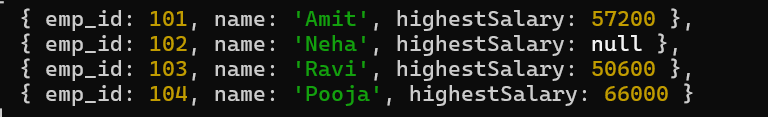 { emp_id: 101, name: 'Amit', highestSalary: 57200 },
{ emp_id: 102, name: 'Neha', highestSalary: null },
{ emp_id: 103, name: 'Ravi', highestSalary: 50600 },
{ emp_id: 104, name: 'Pooja', highestSalary: 66000 }